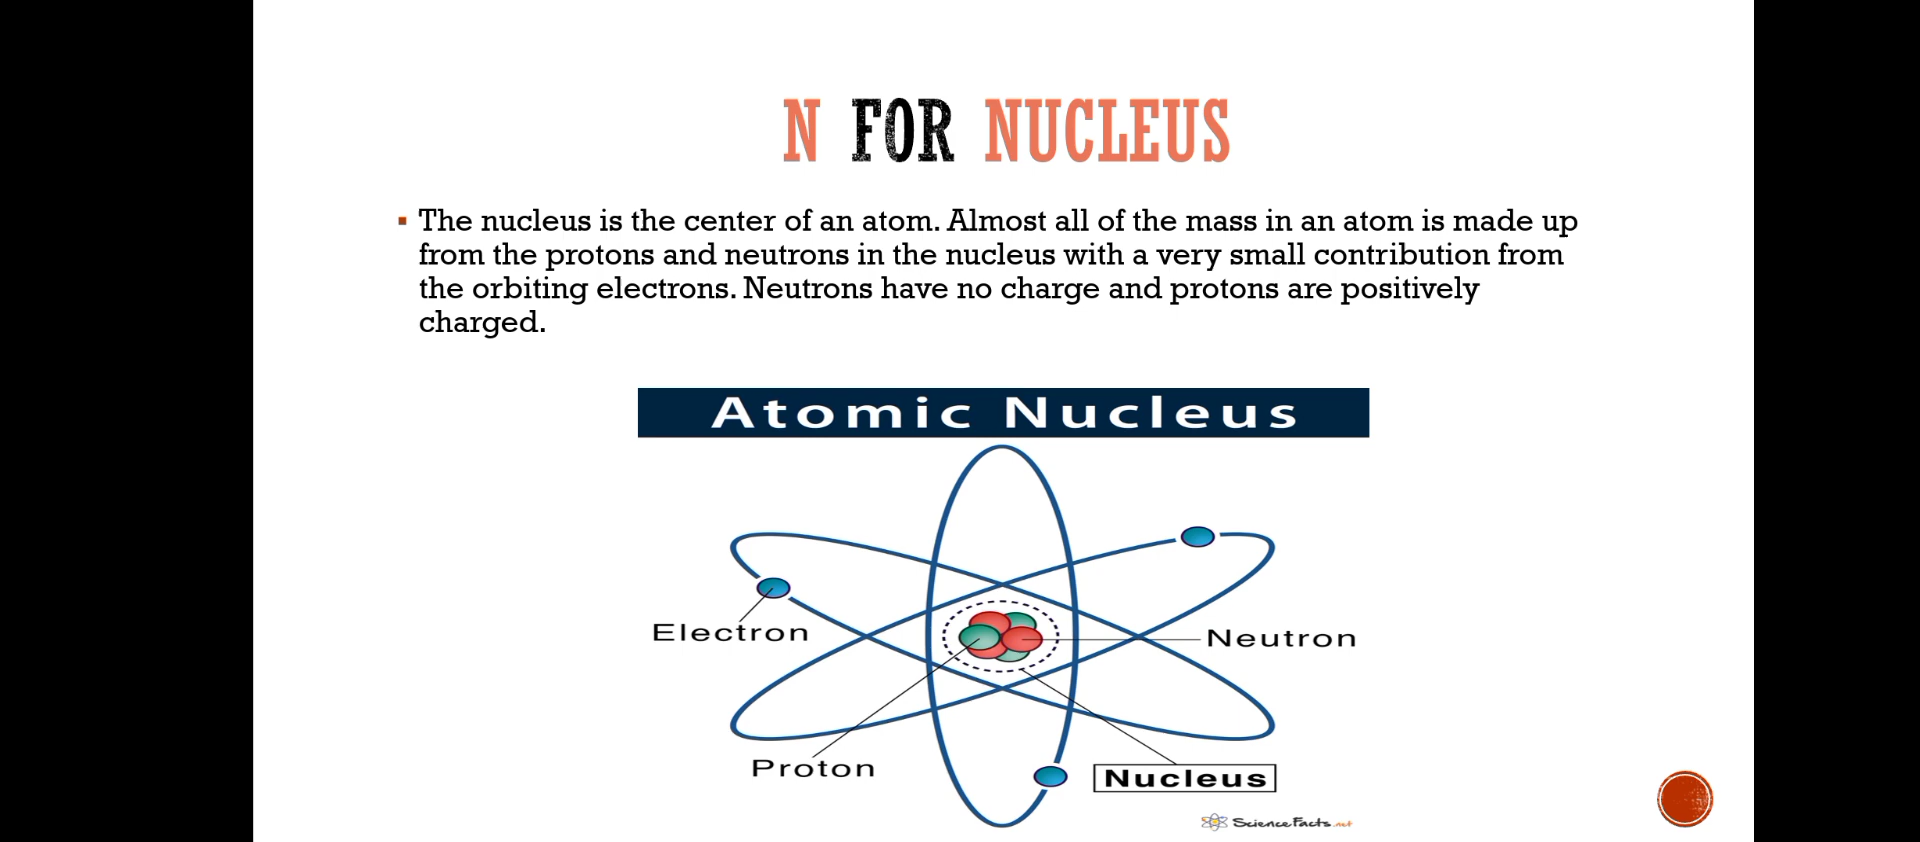 N FOR NUCLEUS
▪ The nucleus is the center of an atom. Almost all of the mass in an atom is made up
from the protons and neutrons in the nucleus with a very small contribution from
the orbiting electrons. Neutrons have no charge and protons are positively
charged.
Atomic Nucleus
Electron
Neutron
Proton
Nucleus
ScienceFacts.net